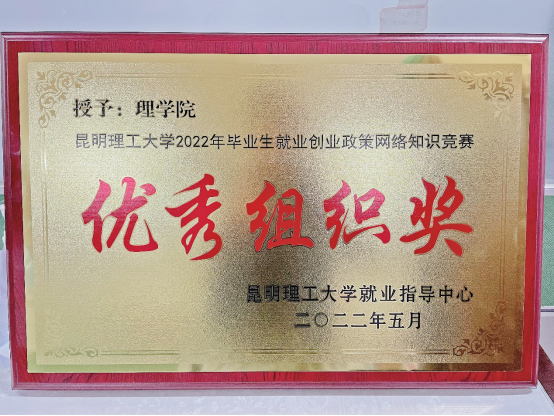 授予：理学院
昆明理工大学2022年毕业生就业创业政策网络知识竞赛
优秀组织奖
昆明理工大学就业指导中心
二〇二二年五月